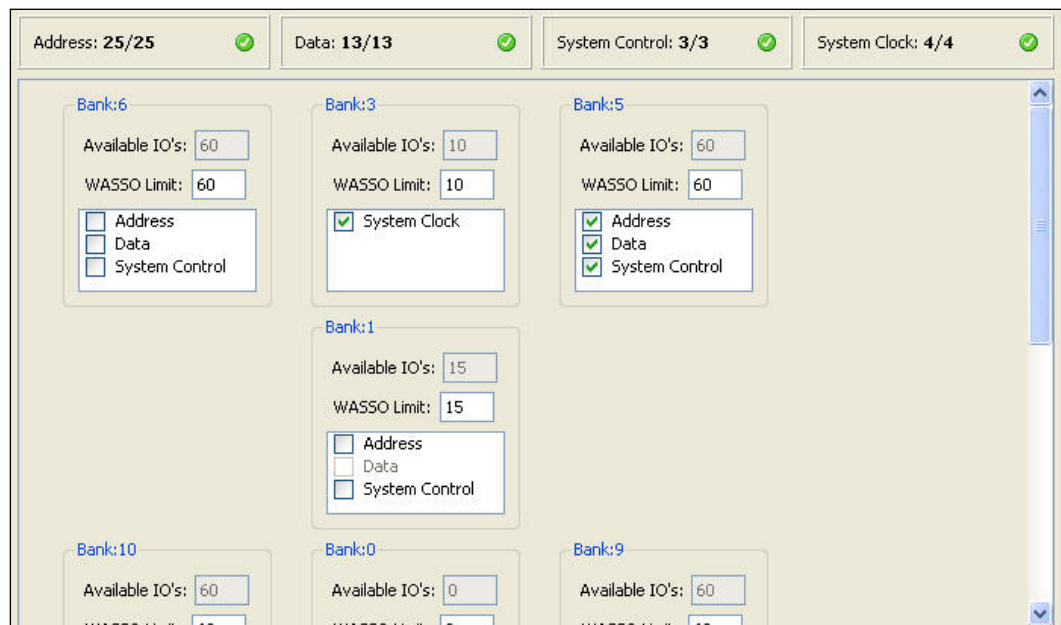 Address: 25/25 Data: 13/13 System Control: 3/3 System Clock: 4/4
Bank:6 Bank:3 Bank:5
Available IO's: 60 Available IO's: 10 Available IO's: 60
WASSO Limit: 60 WASSO Limit: 10 WASSO Limit: 60
Address System Clock Address
Data Data
System Control System Control
Bank:1
Available IO's: 15
WASSO Limit: 15
Address
Data
System Control
Bank:10 Bank:0 Bank:9
Available IO's: 60 Available IO's: 0 Available IO's: 60